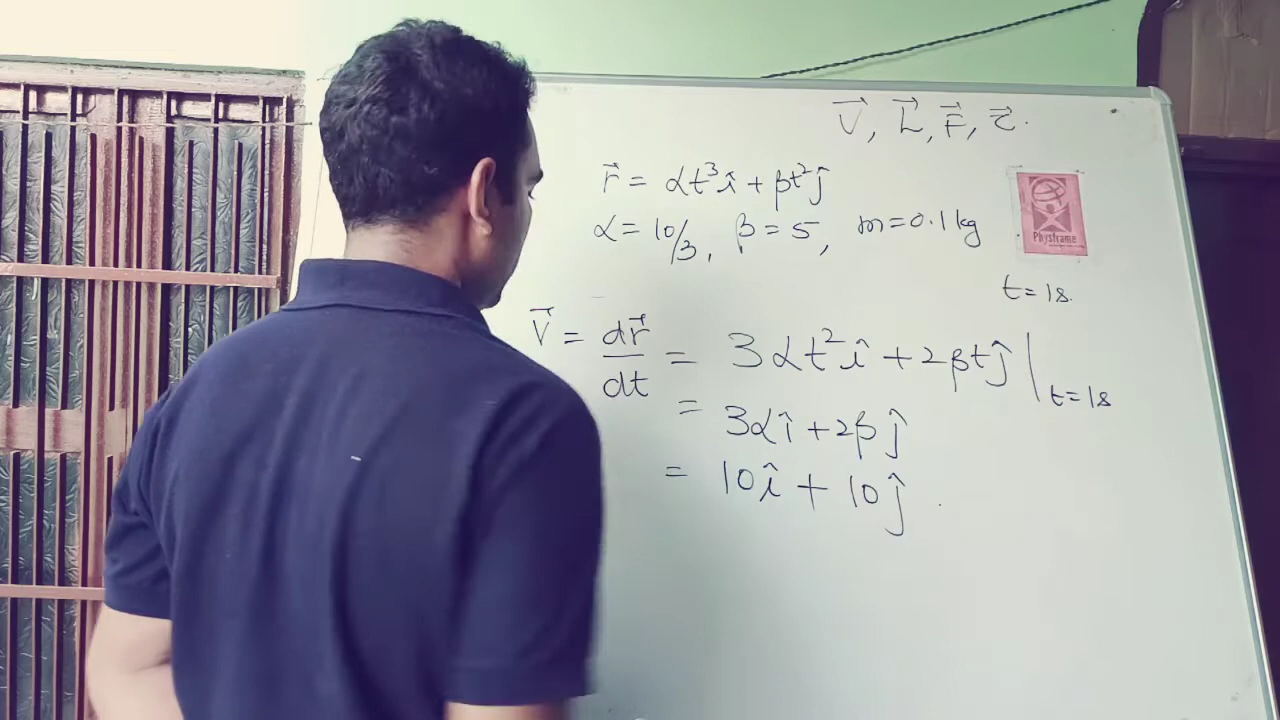 V⃗, L⃗, F⃗, τ⃗.
r⃗ = αt³î + βt²ĵ
α = 10/3, β = 5, m = 0.1 kg
Physframe
t = 1s.
V⃗ = dr⃗/dt = 3αt²î + 2βtĵ |t=1s
= 3αî + 2βĵ
= 10î + 10ĵ.